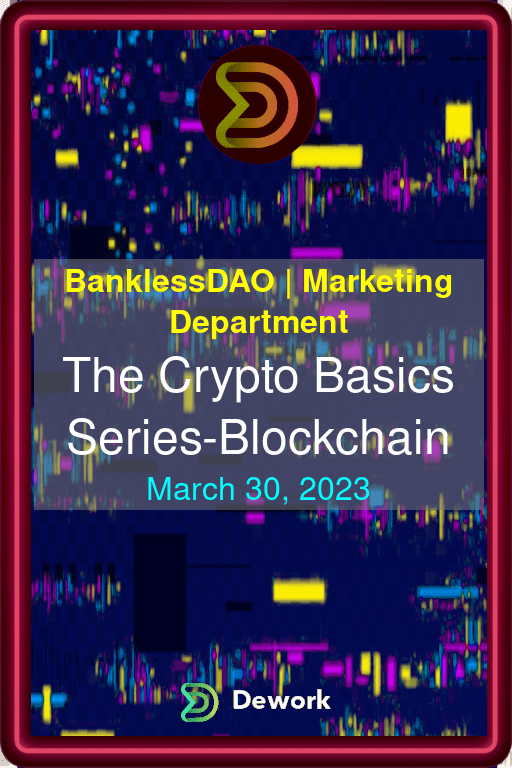 BanklessDAO | Marketing
Department
The Crypto Basics
Series-Blockchain
March 30, 2023
Dework